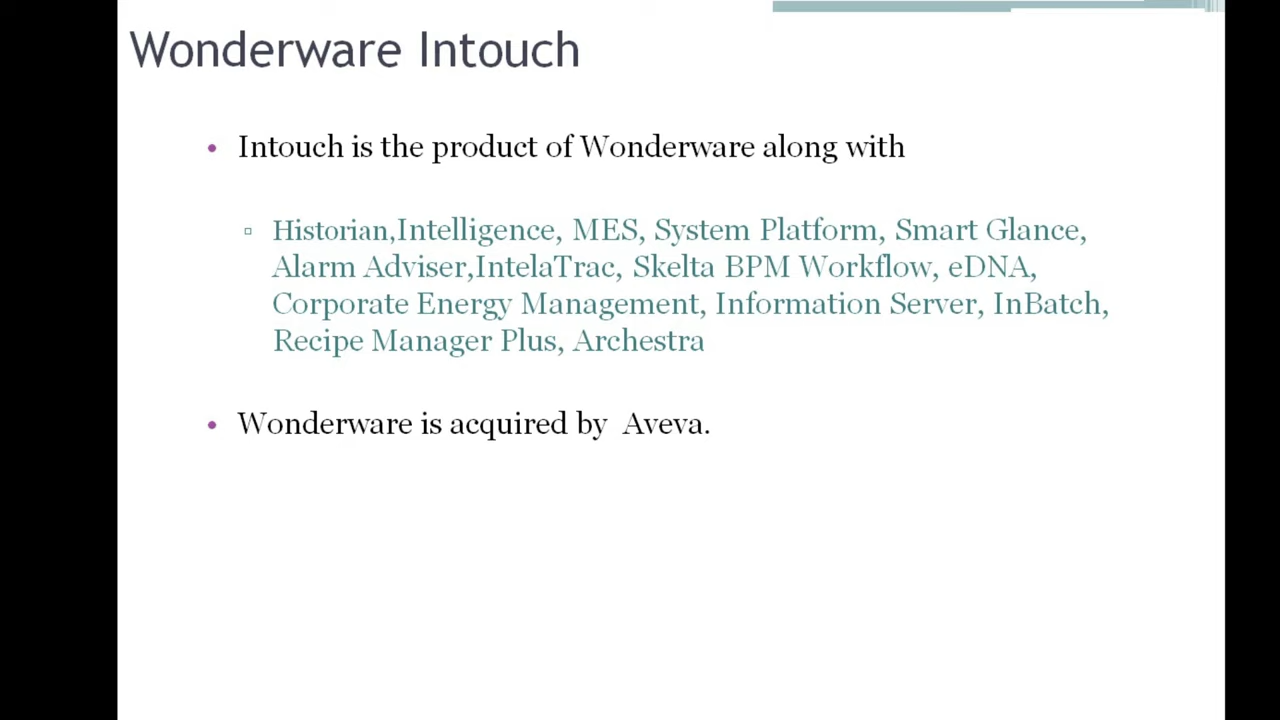 Wonderware Intouch
Intouch is the product of Wonderware along with
Historian,Intelligence, MES, System Platform, Smart Glance,
Alarm Adviser,IntelaTrac, Skelta BPM Workflow, eDNA,
Corporate Energy Management, Information Server, InBatch,
Recipe Manager Plus, Archestra
Wonderware is acquired by  Aveva.